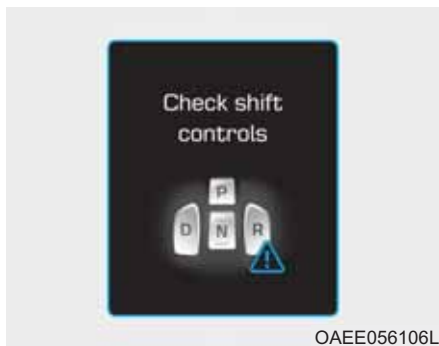 Check shift
controls
P
D N R
OAEE056106L